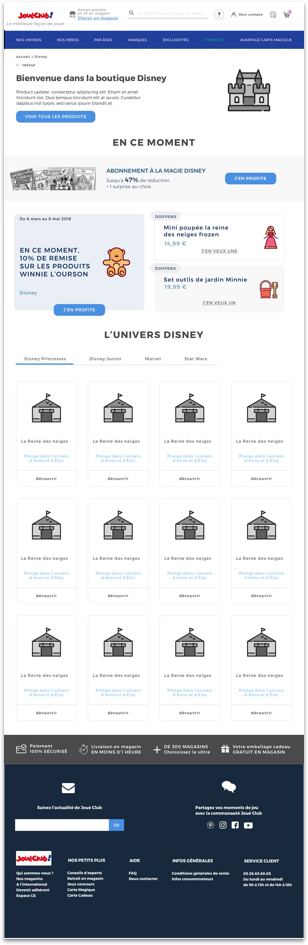 JouéClub!
Le meilleure façon de jouer
Retrait possible
en 2h en magasin
Choisir un magasin
?
Mon compte
NOS UNIVERS NOS HÉROS PAR ÂGES MARQUES EXCLUSIVITÉS AVANTAGE CARTE MAGIQUE
Accueil > Disney
< retour
Bienvenue dans la boutique Disney
Product update consectetur adipiscing elit. Etiam sit amet
tincidunt nisi. Duis tempus tincidunt elit at iaculis. Curabitur
dapibus nisl turpis, sed varius ipsum blandit et.
VOIR TOUS LES PRODUITS
EN CE MOMENT
ABONNEMENT À LA MAGIE DISNEY
Jusqu'à 47% de réduction
+ 1 surprise au choix
J'EN PROFITE
Du 6 mars au 6 mai 2018
EN CE MOMENT,
10% DE REMISE
SUR LES PRODUITS
WINNIE L'OURSON
Disney
J'EN PROFITE
NOUVEAU
Mini poupée la reine
des neiges frozen
14,99 €
J'EN VEUX UNE
NOUVEAU
Set outils de jardin Minnie
19,99 €
J'EN VEUX UN
L'UNIVERS DISNEY
Disney Princesses Disney Junior Marvel Star Wars
La Reine des neiges La Reine des neiges La Reine des neiges La Reine des neiges
Plonge dans l'univers Plonge dans l'univers Plonge dans l'univers Plonge dans l'univers
d'Anna et d'Elsa d'Anna et d'Elsa d'Anna et d'Elsa d'Anna et d'Elsa
découvrir découvrir découvrir découvrir
La Reine des neiges La Reine des neiges La Reine des neiges La Reine des neiges
Plonge dans l'univers Plonge dans l'univers Plonge dans l'univers Plonge dans l'univers
d'Anna et d'Elsa d'Anna et d'Elsa d'Anna et d'Elsa d'Anna et d'Elsa
découvrir découvrir découvrir découvrir
La Reine des neiges La Reine des neiges La Reine des neiges La Reine des neiges
Plonge dans l'univers Plonge dans l'univers Plonge dans l'univers Plonge dans l'univers
d'Anna et d'Elsa d'Anna et d'Elsa d'Anna et d'Elsa d'Anna et d'Elsa
découvrir découvrir découvrir découvrir
Paiement
100% SÉCURISÉ
Livraison en magasin
EN MOINS D'1 HEURE
+ DE 300 MAGASINS
Choisissez le vôtre
Votre emballage cadeau
GRATUIT EN MAGASIN
Suivez l'actualité de Joué Club
OK
Partagez vos moments de jeu
avec la communauté Joué Club
JouéClub!
Qui sommes-nous ?
Nos magasins
A l'international
Devenir adhérent
Espace CE
NOS PETITS PLUS
Conseils d'experts
Retrait en magasin
Jeux concours
Carte Magique
Carte Cadeau
AIDE
FAQ
Nous contacter
INFOS GÉNÉRALES
Conditions générales de vente
Infos consommateurs
SERVICE CLIENT
05.56.69.69.03
Du lundi au vendredi
de 9h à 13h et de 14h à 18h